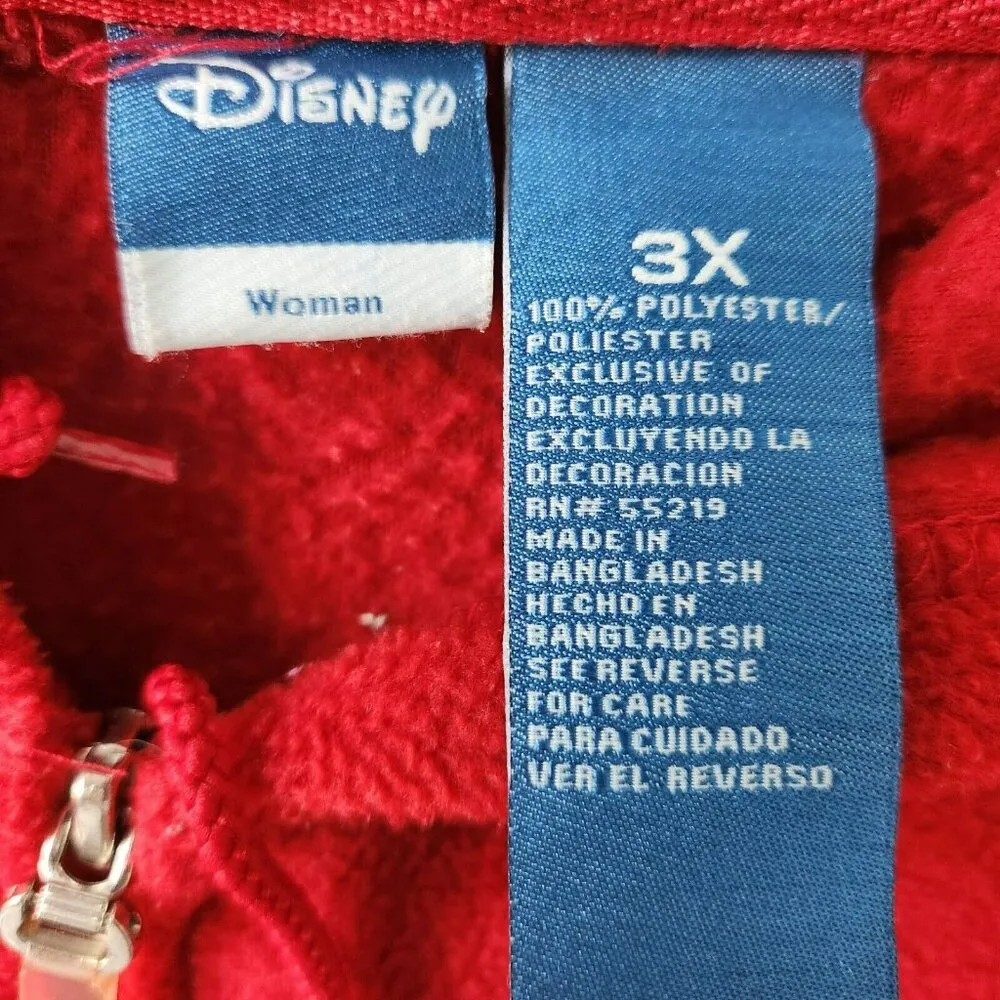 Disney
Woman
3X
100% POLYESTER/
POLIESTER
EXCLUSIVE OF
DECORATION
EXCLUYENDO LA
DECORACION
RN# 55219
MADE IN
BANGLADESH
HECHO EN
BANGLADESH
SEE REVERSE
FOR CARE
PARA CUIDADO
VER EL REVERSO